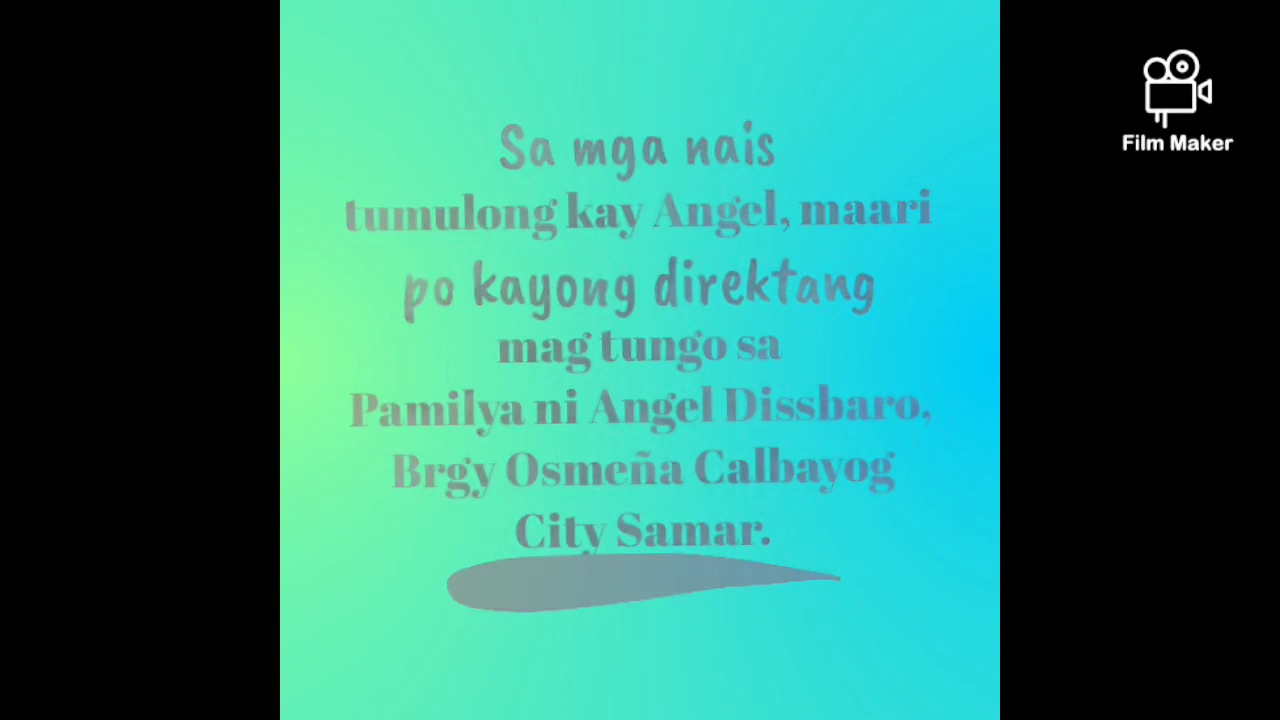 Sa mga nais
tumulong kay Angel, maari
po kayong direktang
mag tungo sa
Pamilya ni Angel Dissbaro,
Brgy Osmeña Calbayog
City Samar.
Film Maker